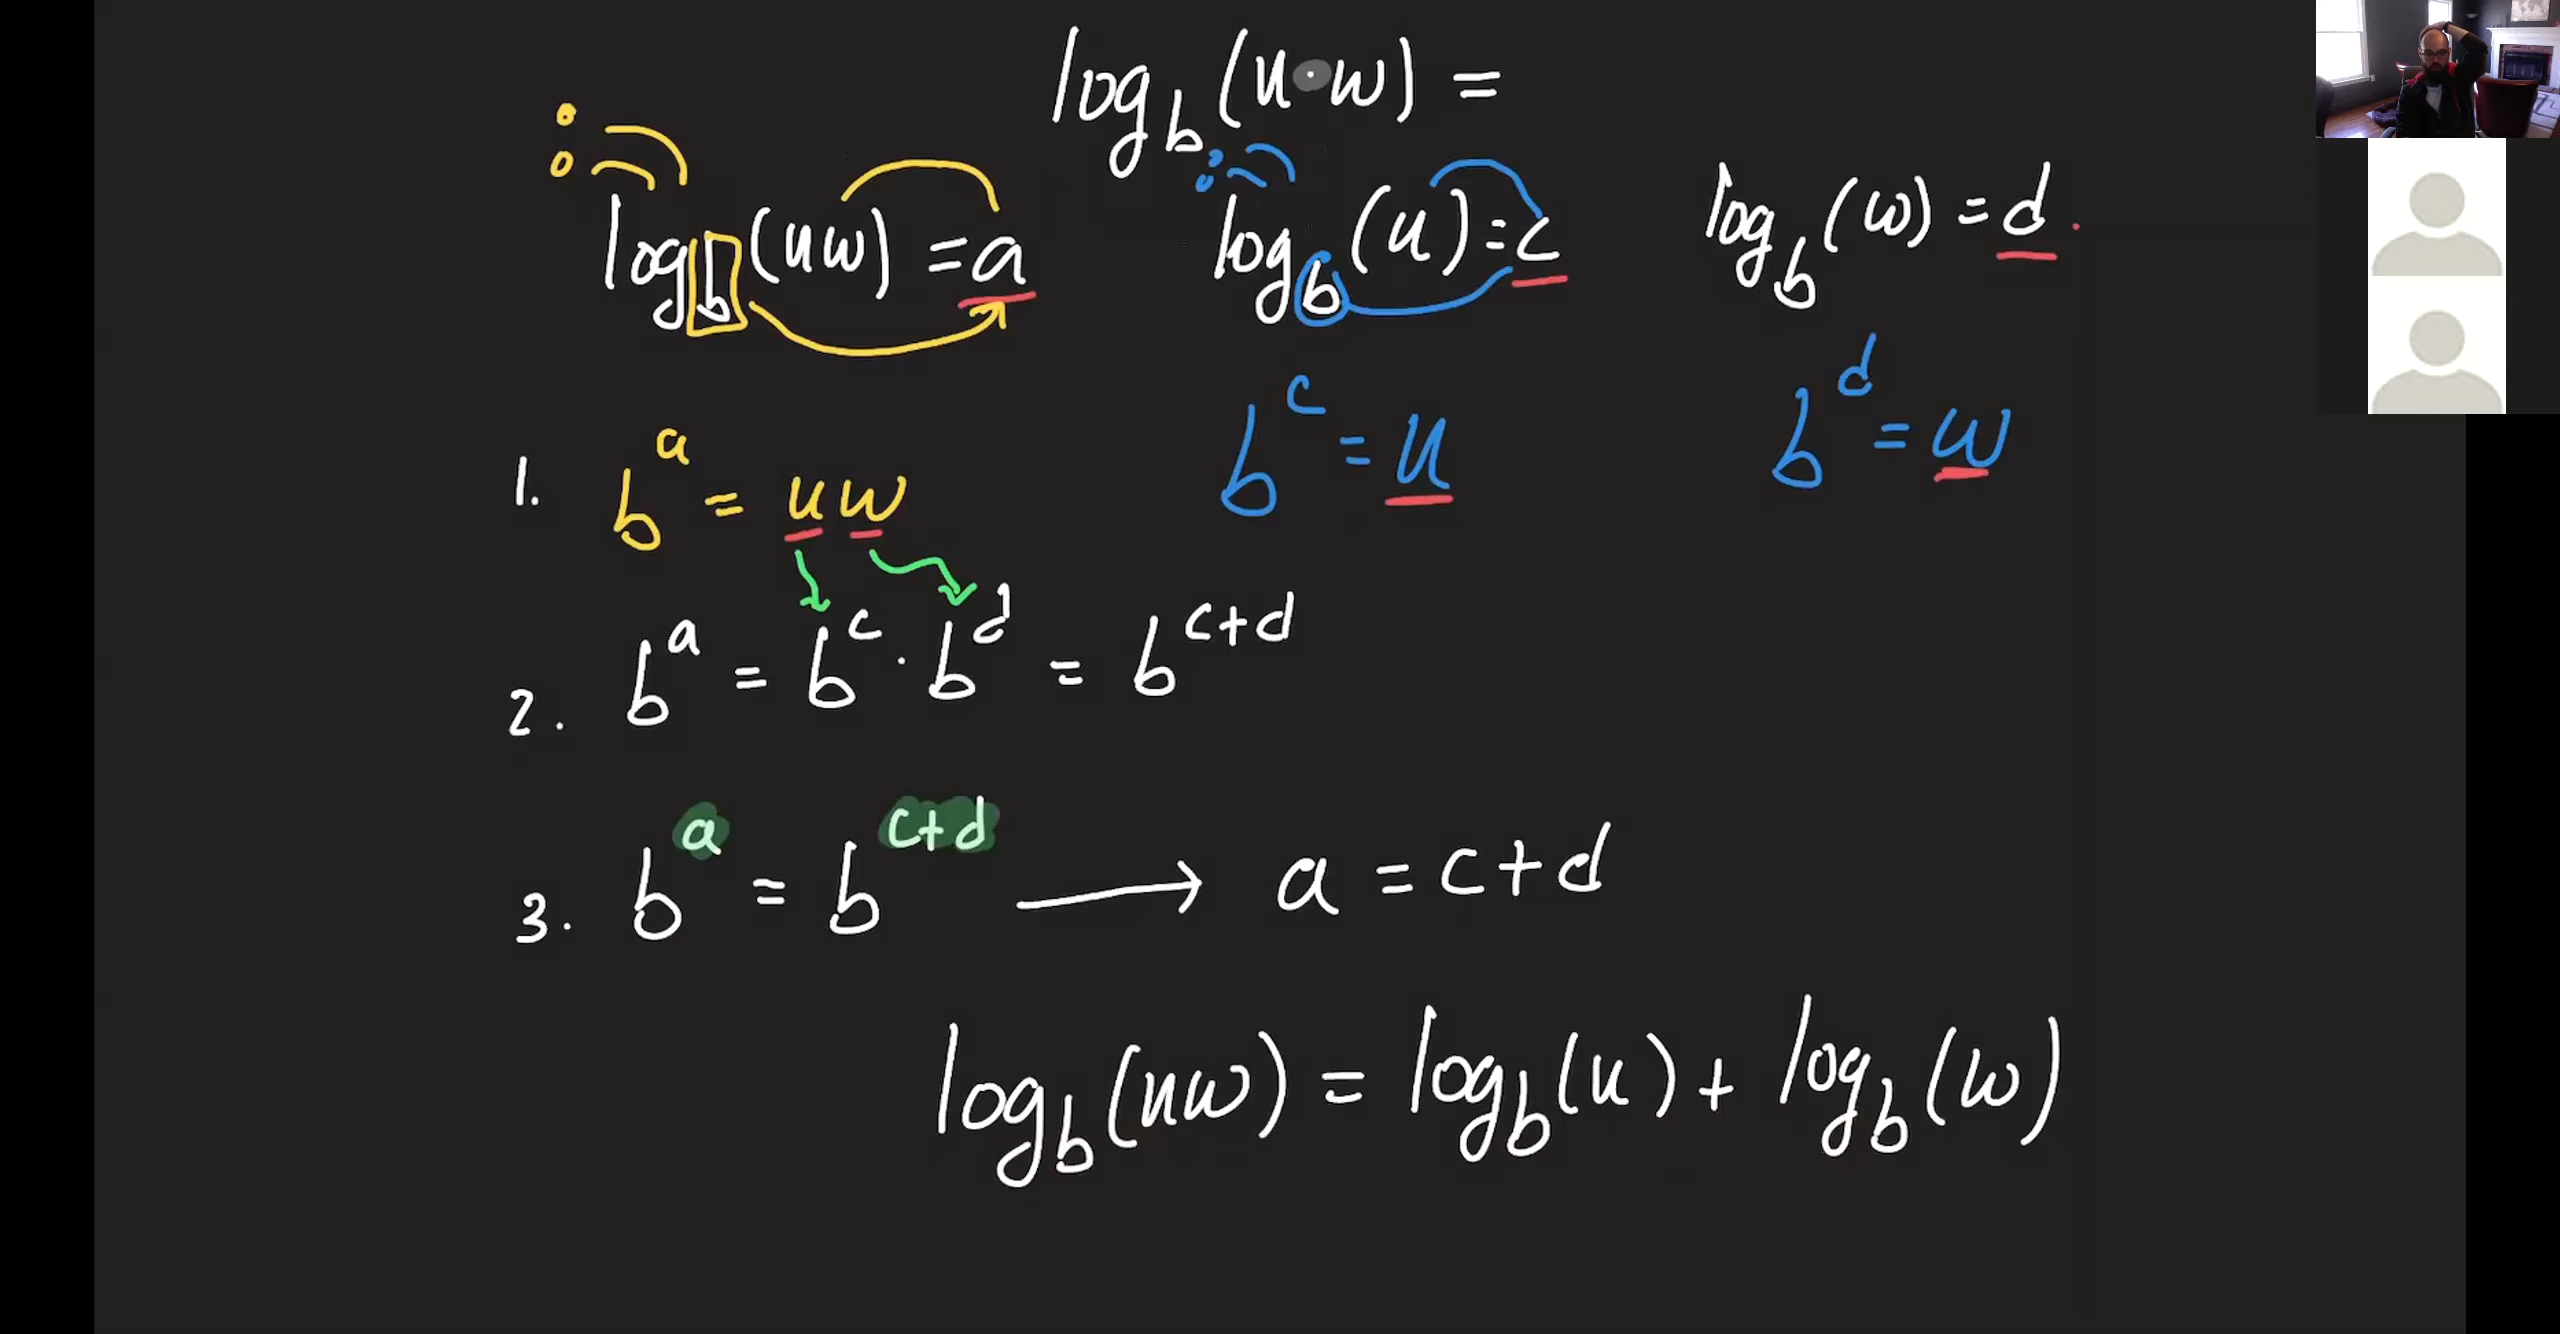 log_b(u·w) =
log_b(uw) = a
log_b(u) = c
log_b(w) = d
b^c = u
b^d = w
1. b^a = uw
2. b^a = b^c · b^d = b^(c+d)
3. b^a = b^(c+d) → a = c+d
log_b(uw) = log_b(u) + log_b(w)